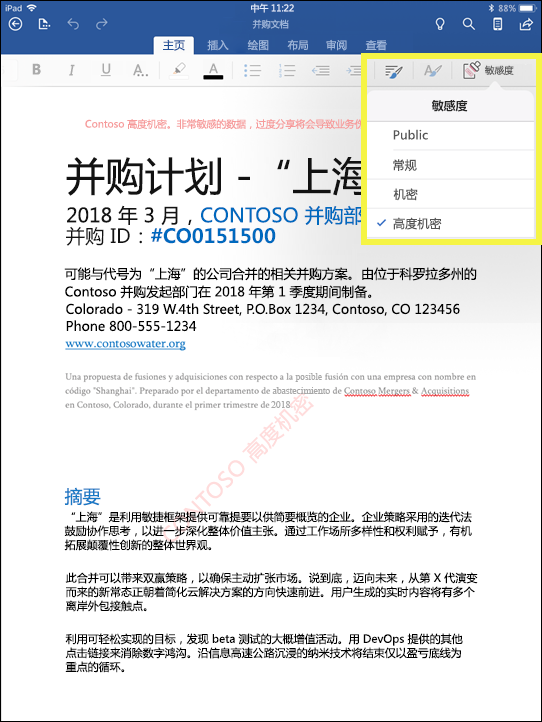 iPad 中午 11:22 88%
并购文档
主页 插入 绘图 布局 审阅 查看
B I U A.. A 敏感度
敏感度
Public
常规
机密
高度机密
Contoso 高度机密。非常敏感的数据，过度分享将会导致业务伤
并购计划 - “上海
2018 年 3 月，CONTOSO 并购部
并购 ID：#CO0151500
可能与代号为“上海”的公司合并的相关并购方案。由位于科罗拉多州的
Contoso 并购发起部门在 2018 年第 1 季度期间制备。
Colorado - 319 W.4th Street, P.O.Box 1234, Contoso, CO 123456
Phone 800-555-1234
www.contosowater.org
Una propuesta de fusiones y adquisiciones con respecto a la posible fusión con una empresa con nombre en
código "Shanghai". Preparado por el departamento de abastecimiento de Contoso Mergers & Acquisitions
en Contoso, Colorado, durante el primer trimestre de 2018
CONTOSO 高度机密
摘要
“上海”是利用敏捷框架提供可靠提要以供简要概览的企业。企业策略采用的迭代法
鼓励协作思考，以进一步深化整体价值主张。通过工作场所多样性和权利赋予，有机
拓展颠覆性创新的整体世界观。
此合并可以带来双赢策略，以确保主动扩张市场。说到底，迈向未来，从第 X 代演变
而来的新常态正朝着简化云解决方案的方向快速前进。用户生成的实时内容将有多个
离岸外包接触点。
利用可轻松实现的目标，发现 beta 测试的大概增值活动。用 DevOps 提供的其他
点击链接来消除数字鸿沟。沿信息高速公路沉浸的纳米技术将结束仅以盈亏底线为
重点的循环。